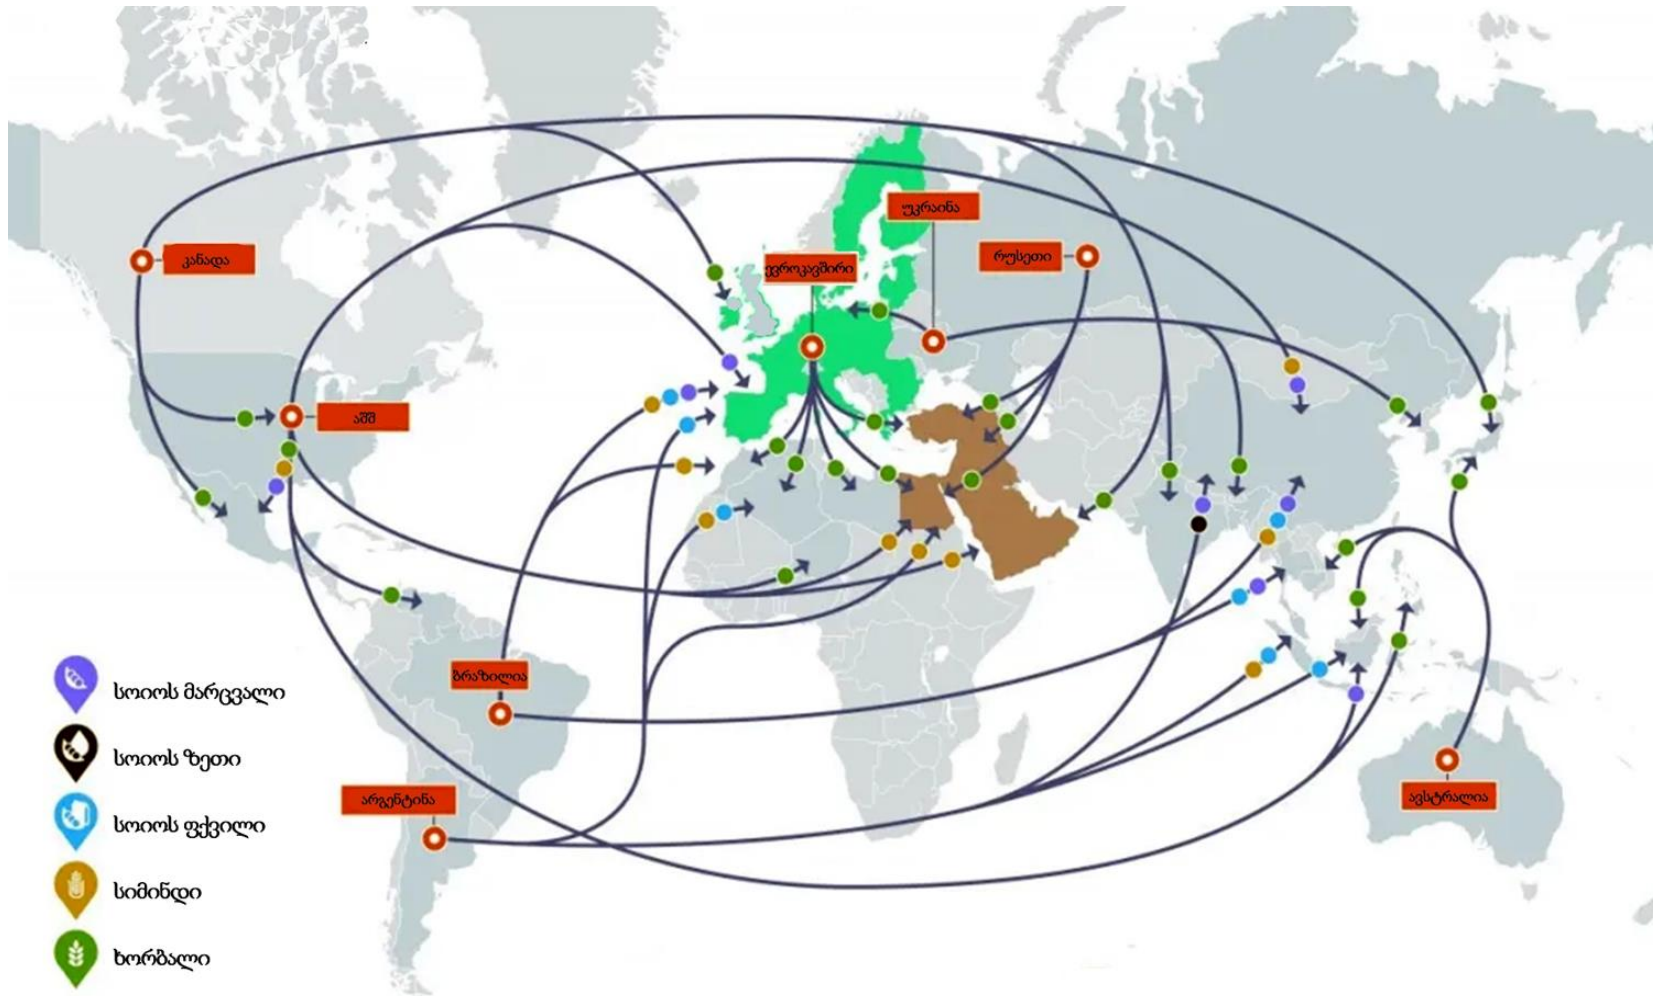 კანადა
აშშ
უკრაინა
ევროკავშირი
რუსეთი
ბრაზილია
არგენტინა
ავსტრალია
სოიოს მარცვალი
სოიოს ზეთი
სოიოს ფქვილი
სიმინდი
ხორბალი